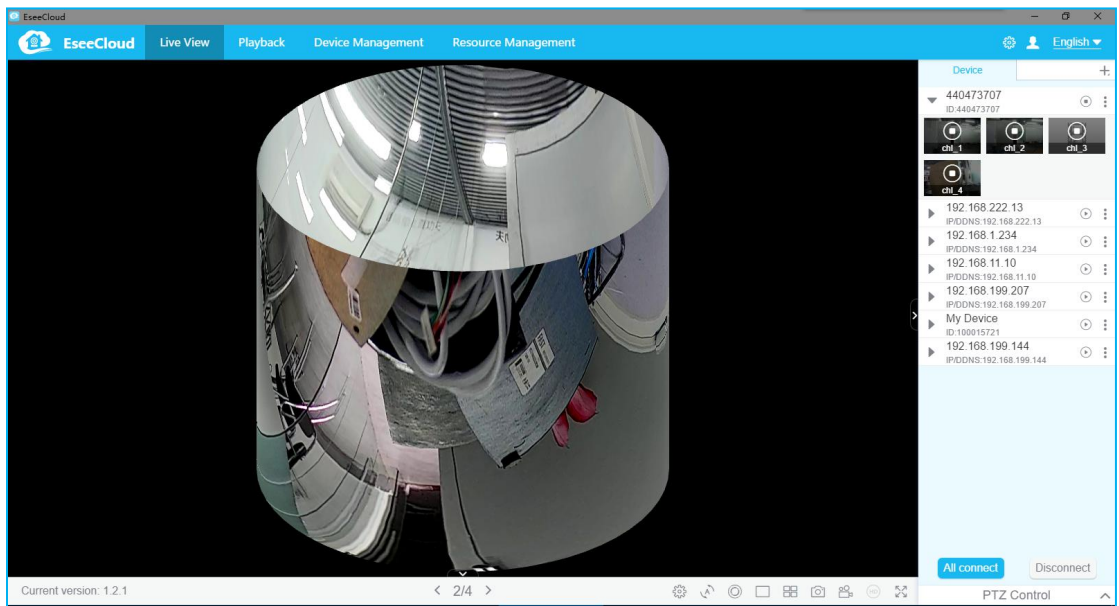 EseeCloud
EseeCloud
Live View
Playback
Device Management
Resource Management
English
Device
440473707
ID:440473707
chl_1
chl_2
chl_3
chl_4
192.168.222.13
IP/DDNS:192.168.222.13
192.168.1.234
IP/DDNS:192.168.1.234
192.168.11.10
IP/DDNS:192.168.11.10
192.168.199.207
IP/DDNS:192.168.199.207
My Device
ID:100015721
192.168.199.144
IP/DDNS:192.168.199.144
All connect
Disconnect
Current version: 1.2.1
2/4
PTZ Control